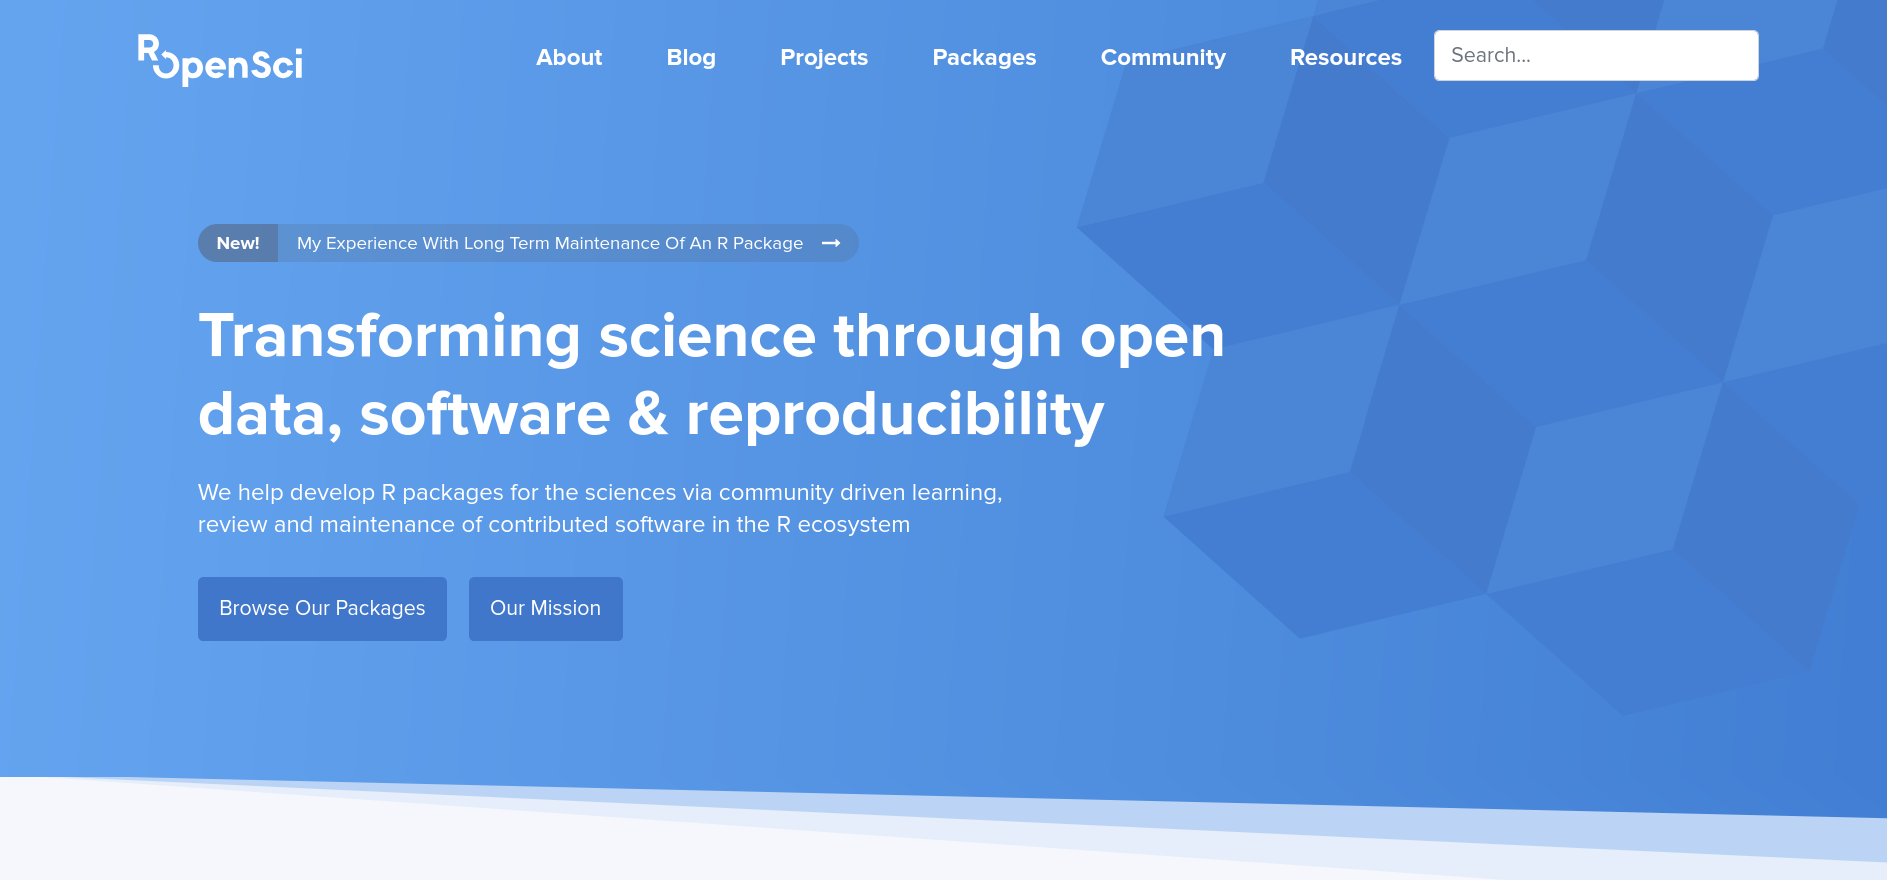 ROpenSci
About
Blog
Projects
Packages
Community
Resources
Search...
New!
My Experience With Long Term Maintenance Of An R Package
Transforming science through open
data, software & reproducibility
We help develop R packages for the sciences via community driven learning,
review and maintenance of contributed software in the R ecosystem
Browse Our Packages
Our Mission